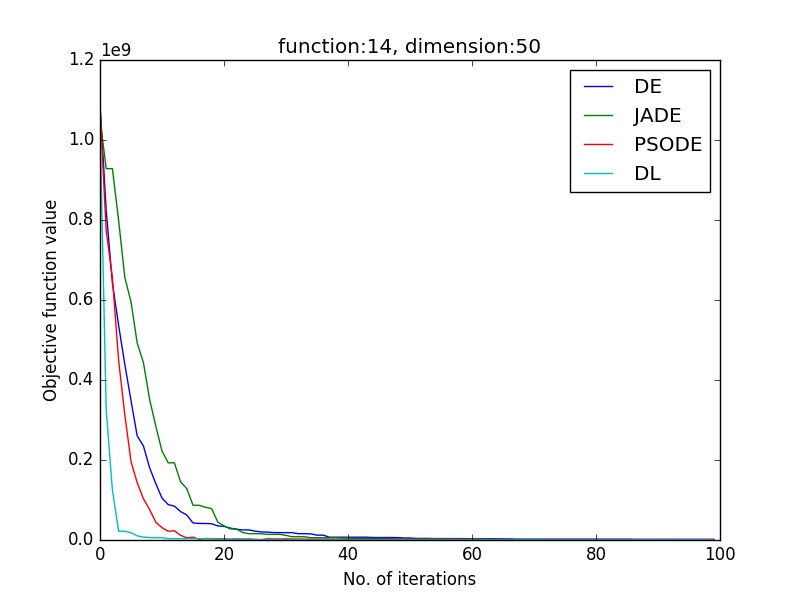 function:14, dimension:50
1e9
1.2
1.0
0.8
0.6
0.4
0.2
0.0
Objective function value
DE
JADE
PSODE
DL
0 20 40 60 80 100
No. of iterations